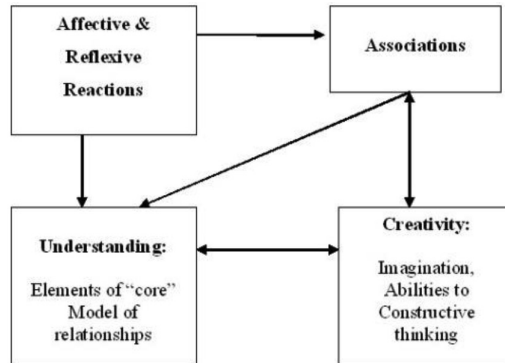 Affective &
Reflexive
Reactions
Associations
Understanding:
Elements of “core”
Model of
relationships
Creativity:
Imagination,
Abilities to
Constructive
thinking